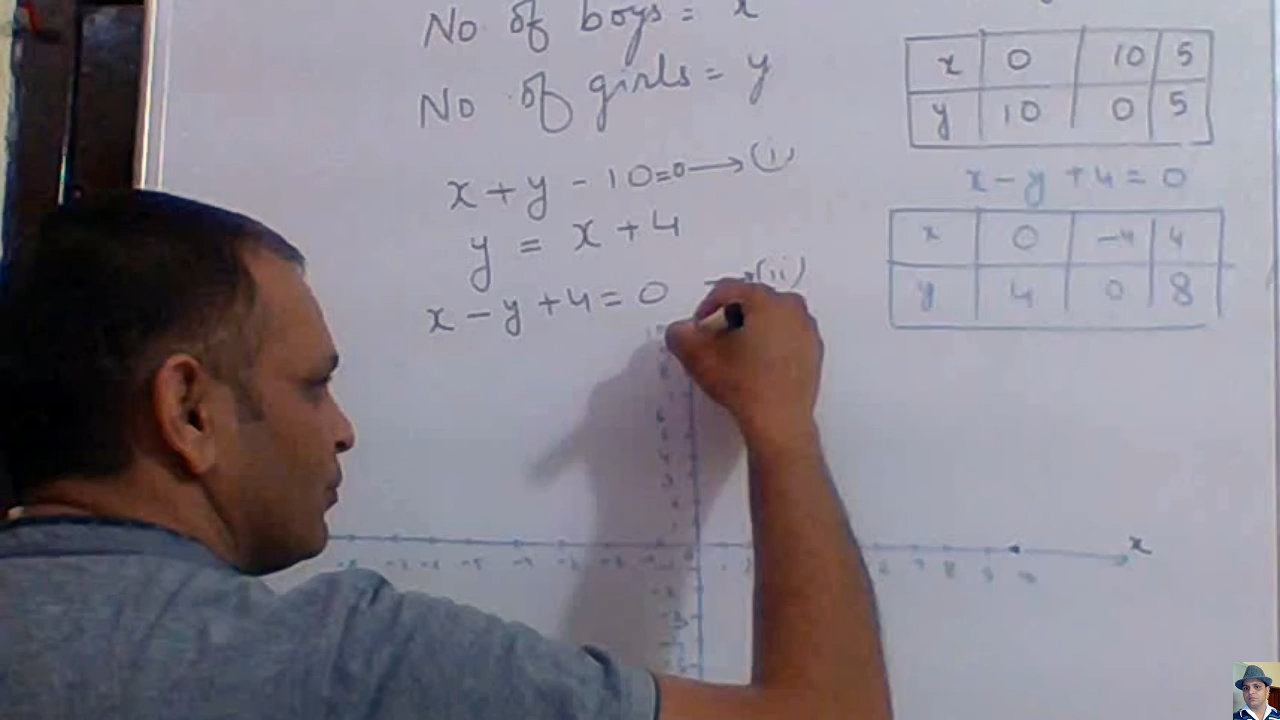 No of boys = x
No of girls = y
x + y - 10 = 0 → (i)
y = x + 4
x - y + 4 = 0 → (ii)
x 0 10 5
y 10 0 5
x - y + 4 = 0
x 0 -4 4
y 4 0 8
x